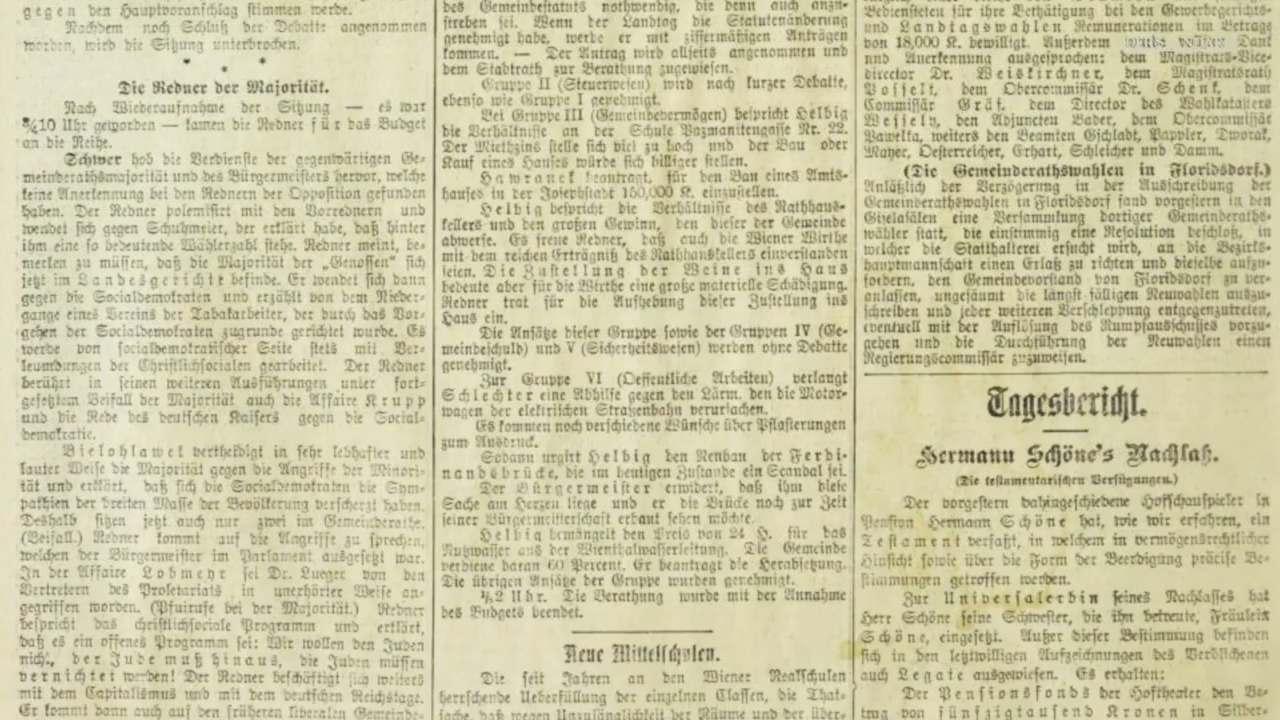 gegen den Hauptvoranschlag stimmen werde.
Nachdem noch Schluß der Debatte angenommen
worden, wird die Sitzung unterbrochen.
* * *
Die Redner der Majorität.
Nach Wiederaufnahme der Sitzung — es war
¾10 Uhr geworden — kamen die Redner für das Budget
an die Reihe.
Schwer hob die Verdienste der gegenwärtigen Ge-
meinderathsmajorität und des Bürgermeisters hervor, welche
keine Anerkennung bei den Rednern der Opposition gefunden
haben. Der Redner polemisirt mit den Vorrednern und
wendet sich gegen Schuhmeier, der erklärt habe, daß hinter
ihm eine so bedeutende Wählerzahl stehe. Redner meint, be-
merken zu müssen, daß die Majorität der „Genossen“ sich
jetzt im Landesgerichte befinde. Er wendet sich dann
gegen die Socialdemokraten und erzählt von dem Nieder-
gange eines Vereins der Tabakarbeiter, der durch das Vor-
gehen der Socialdemokraten zugrunde gerichtet wurde. Es
werde von socialdemokratischer Seite stets mit Ver-
leumdungen der Christlichsocialen gearbeitet. Der Redner
berührt in seinen weiteren Ausführungen unter fort-
gesetztem Beifall der Majorität auch die Affaire Krupp
und die Rede des deutschen Kaisers gegen die Social-
demokratie.
Bielohlawek vertheidigt in sehr lebhafter und
lauter Weise die Majorität gegen die Angriffe der Minori-
tät und erklärt, daß sich die Socialdemokraten die Sym-
pathien der breiten Masse der Bevölkerung verscherzt haben.
Deshalb sitzen jetzt auch nur zwei im Gemeinderathe.
(Beifall.) Redner kommt auf die Angriffe zu sprechen,
welchen der Bürgermeister im Parlament ausgesetzt war.
In der Affaire Lobmehr sei Dr. Lueger von den
Vertretern des Proletariats in unerhörter Weise an-
gegriffen worden. (Pfuirufe bei der Majorität.) Redner
bespricht das christlichsociale Programm und erklärt,
daß es ein offenes Programm sei: Wir wollen den Juden
nicht, der Jude muß hinaus, die Juden müssen
vernichtet werden! Der Redner beschäftigt sich weiters
mit dem Capitalismus und mit dem deutschen Reichstage.
Er kommt dann auch auf den früheren liberalen Gemeinde-
des Gemeindestatuts nothwendig, die denn auch anzu-
streben sei. Wenn der Landtag die Statutenänderung
genehmigt habe, werde er mit ziffermäßigen Anträgen
kommen. — Der Antrag wird allseits angenommen und
dem Stadtrath zur Berathung zugewiesen.
Gruppe II (Steuerwesen) wird nach kurzer Debatte,
ebenso wie Gruppe I genehmigt.
Bei Gruppe III (Gemeindevermögen) bespricht Helbig
die Verhältnisse an der Schule Pazmanitengasse Nr. 22.
Der Miethzins stelle sich viel zu hoch und der Bau oder
Kauf eines Hauses würde sich billiger stellen.
Hawranek beantragt, für den Bau eines Amts-
hauses in der Josephstadt 150,000 K. einzustellen.
Helbig bespricht die Verhältnisse des Rathhaus-
kellers und den großen Gewinn, den dieser der Gemeinde
abwerfe. Es freue Redner, daß auch die Wiener Wirthe
mit dem reichen Erträgniß des Rathhauskellers einverstanden
seien. Die Zustellung der Weine ins Haus
bedeute aber für die Wirthe eine große materielle Schädigung.
Redner trat für die Aufhebung dieser Zustellung ins
Haus ein.
Die Ansätze dieser Gruppe sowie der Gruppen IV (Ge-
meindeschuld) und V (Sicherheitswesen) werden ohne Debatte
genehmigt.
Zur Gruppe VI (Oeffentliche Arbeiten) verlangt
Schlechter eine Abhilfe gegen den Lärm, den die Motor-
wagen der elektrischen Straßenbahn verursachen.
Es kommen noch verschiedene Wünsche über Pflasterungen
zum Ausdruck.
Sodann urgirt Helbig den Neubau der Ferdi-
nandsbrücke, die im heutigen Zustande ein Scandal sei.
Der Bürgermeister erwidert, daß ihm diese
Sache am Herzen liege und er die Brücke noch zur Zeit
seiner Bürgermeisterschaft erbaut sehen möchte.
Helbig bemängelt den Preis von 24 H. für das
Nutzwasser aus der Wienthalwasserleitung. Die Gemeinde
verdiene daran 60 Percent. Er beantragt die Herabsetzung.
Die übrigen Ansätze der Gruppe wurden genehmigt.
½2 Uhr. Die Berathung wurde mit der Annahme
des Budgets beendet.
Neue Mittelschulen.
Die seit Jahren an den Wiener Realschulen
herrschende Ueberfüllung der einzelnen Classen, die That-
sache, daß wegen Unzulänglichkeit der Räume und der über-
Bediensteten für ihre Bethätigung bei den Gewerbegerichts-
und Landtagswahlen Remunerationen im Betrage
von 18,000 K. bewilligt. Außerdem Dank
und Anerkennung ausgesprochen: dem Magistrats-Vice-
director Dr. Weiskirchner, dem Magistratsrath
Posselt, dem Obercommissär Dr. Schenk, dem
Commissär Gräf, dem Director des Wahlkatasters
Wessely, den Adjuncten Bader, dem Obercommissär
Pawelka, weiters den Beamten Gschladt, Pappler, Dworak,
Mayer, Oesterreicher, Erhart, Schleicher und Damm.
(Die Gemeinderathswahlen in Floridsdorf.)
Anläßlich der Verzögerung in der Ausschreibung der
Gemeinderathswahlen in Floridsdorf fand vorgestern in den
Giselasälen eine Versammlung dortiger Gemeinderaths-
wähler statt, die einstimmig eine Resolution beschloß, in
welcher die Statthalterei ersucht wird, an die Bezirks-
hauptmannschaft einen Erlaß zu richten und dieselbe aufzu-
fordern, den Gemeindevorstand von Floridsdorf zu ver-
anlassen, ungesäumt die längst fälligen Neuwahlen auszu-
schreiben und jeder weiteren Verschleppung entgegenzutreten,
eventuell mit der Auflösung des Rumpfausschusses vorzu-
gehen und die Durchführung der Neuwahlen einen
Regierungscommissär zuzuweisen.
Tagesbericht.
Hermann Schöne's Nachlaß.
(Die testamentarischen Verfügungen.)
Der vorgestern dahingeschiedene Hofschauspieler in
Pension Hermann Schöne hat, wie wir erfahren, ein
Testament verfaßt, in welchem in vermögensrechtlicher
Hinsicht sowie über die Form der Beerdigung präcise Be-
stimmungen getroffen werden.
Zur Universalerbin seines Nachlasses hat
Herr Schöne seine Schwester, die ihn betreute, Fräulein
Schöne, eingesetzt. Außer dieser Bestimmung befinden
sich in den letztwilligen Aufzeichnungen des Verblichenen
auch Legate ausgewiesen. Es erhalten:
Der Pensionsfonds der Hoftheater den Be-
trag von fünfzigtausend Kronen in Silber-